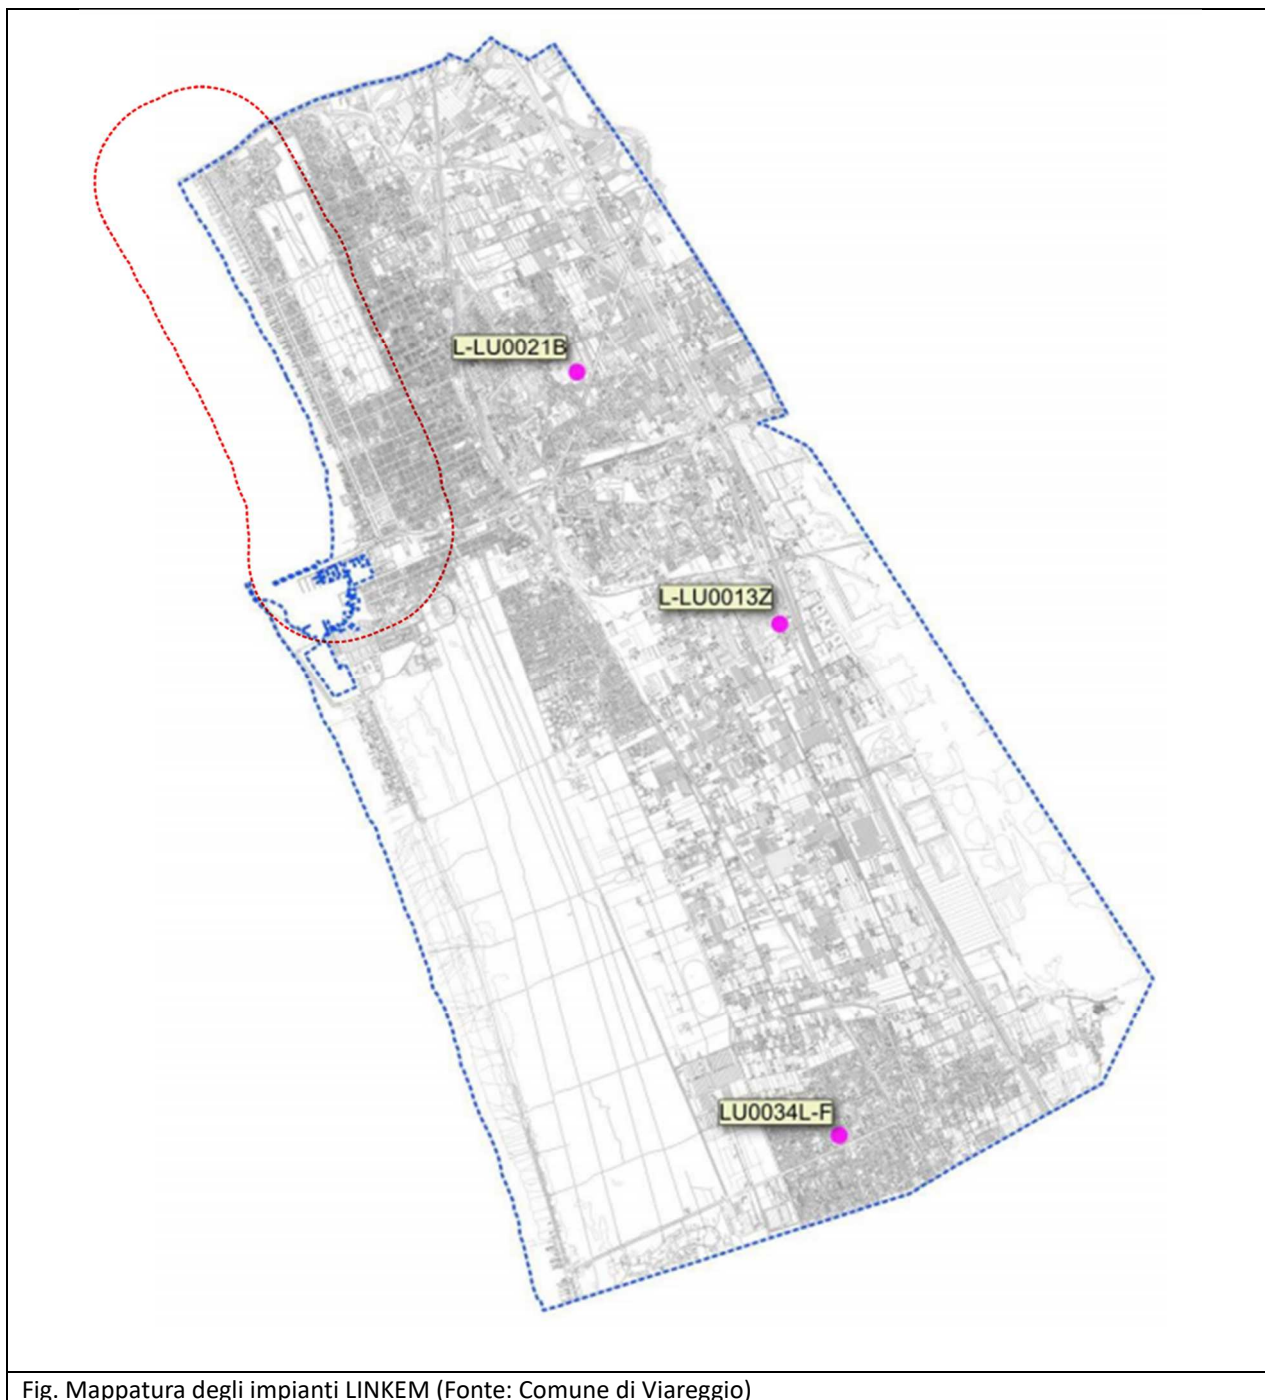 L-LU0021B
L-LU0013Z
LU0034L-F
Fig. Mappatura degli impianti LINKEM (Fonte: Comune di Viareggio)